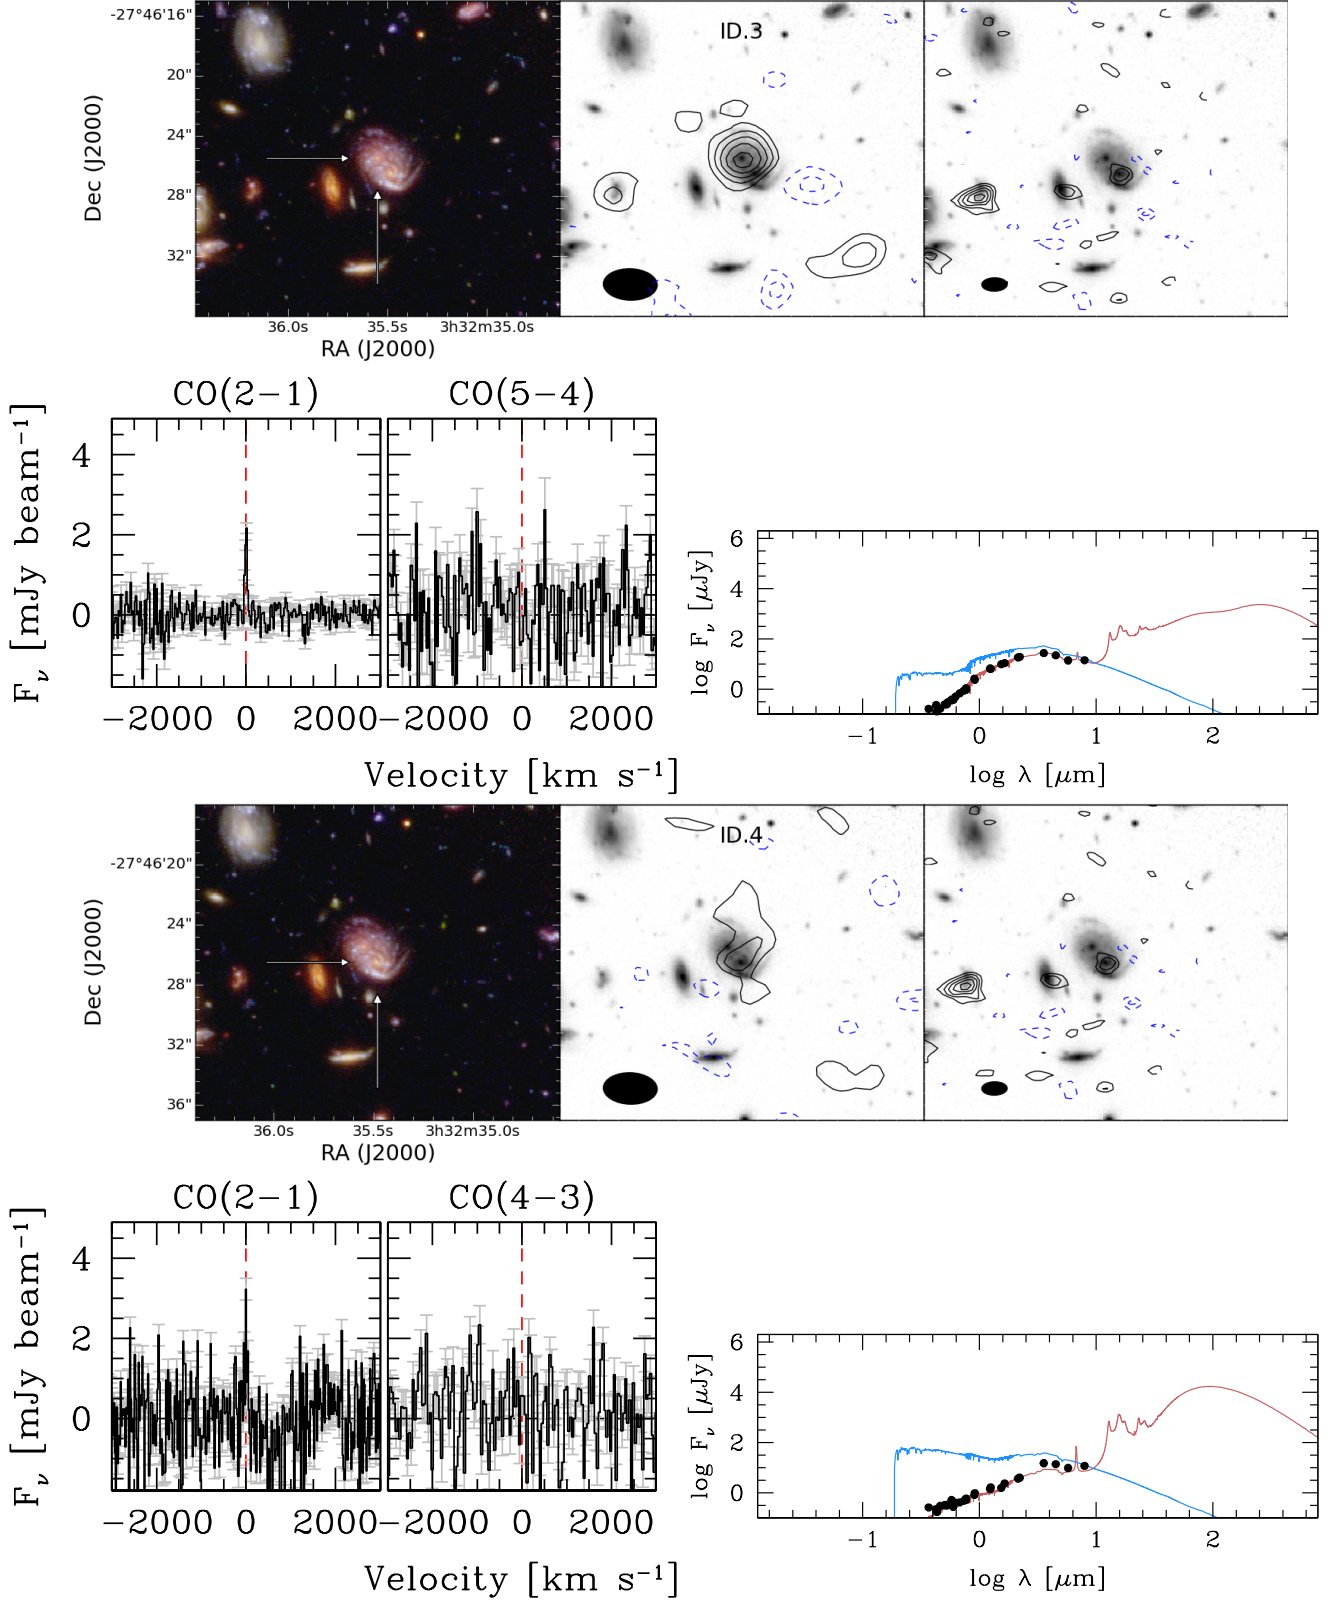 -27°46'16"
20"
24"
28"
32"
Dec (J2000)
36.0s 35.5s 3h32m35.0s
RA (J2000)
ID.3
CO(2−1) CO(5−4)
4
2
0
F_ν [mJy beam⁻¹]
−2000 0 2000 −2000 0 2000
Velocity [km s⁻¹]
6
4
2
0
log F_ν [μJy]
−1 0 1 2
log λ [μm]
-27°46'20"
24"
28"
32"
36"
Dec (J2000)
36.0s 35.5s 3h32m35.0s
RA (J2000)
ID.4
CO(2−1) CO(4−3)
4
2
0
F_ν [mJy beam⁻¹]
−2000 0 2000 −2000 0 2000
Velocity [km s⁻¹]
6
4
2
0
log F_ν [μJy]
−1 0 1 2
log λ [μm]